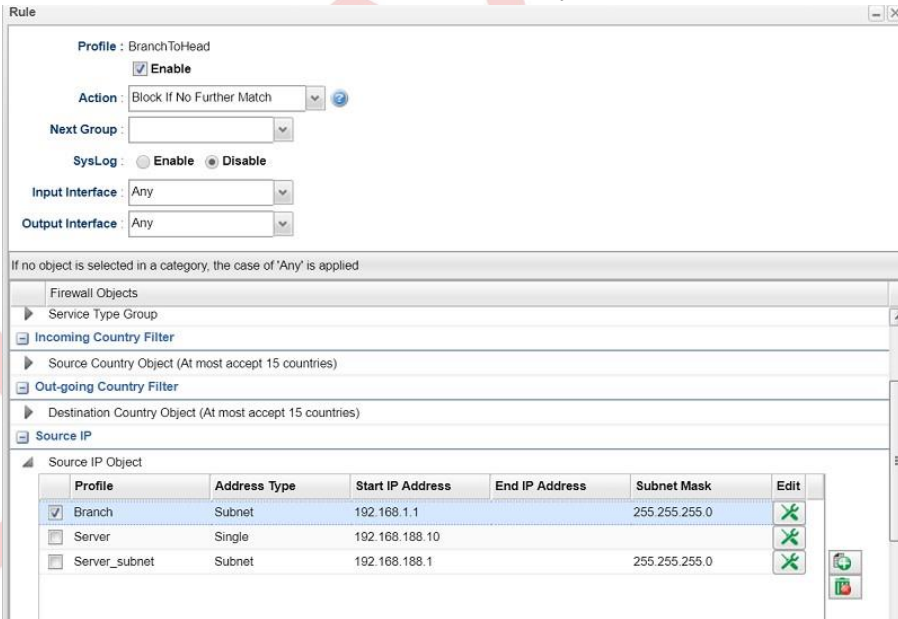 Rule
Profile : BranchToHead
Enable
Action : Block If No Further Match
Next Group :
SysLog : Enable Disable
Input Interface : Any
Output Interface : Any
If no object is selected in a category, the case of 'Any' is applied
Firewall Objects
Service Type Group
Incoming Country Filter
Source Country Object (At most accept 15 countries)
Out-going Country Filter
Destination Country Object (At most accept 15 countries)
Source IP
Source IP Object
Profile Address Type Start IP Address End IP Address Subnet Mask Edit
Branch Subnet 192.168.1.1 255.255.255.0
Server Single 192.168.188.10
Server_subnet Subnet 192.168.188.1 255.255.255.0